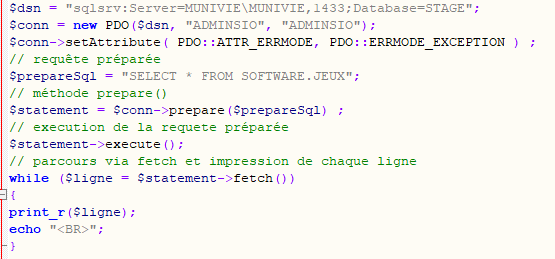 $dsn = "sqlsrv:Server=MUNIVIE\MUNIVIE,1433;Database=STAGE";
$conn = new PDO($dsn, "ADMINSIO", "ADMINSIO");
$conn->setAttribute( PDO::ATTR_ERRMODE, PDO::ERRMODE_EXCEPTION ) ;
// requête préparée
$prepareSql = "SELECT * FROM SOFTWARE.JEUX";
// méthode prepare()
$statement = $conn->prepare($prepareSql) ;
// execution de la requete préparée
$statement->execute();
// parcours via fetch et impression de chaque ligne
while ($ligne = $statement->fetch())
{
print_r($ligne);
echo "<BR>";
}